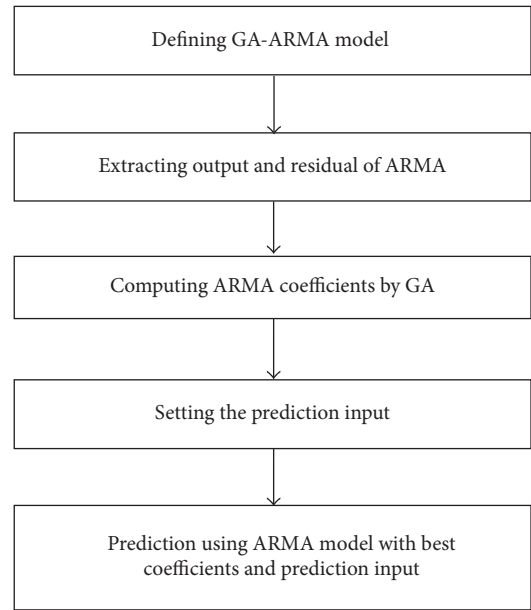 Defining GA-ARMA model
Extracting output and residual of ARMA
Computing ARMA coefficients by GA
Setting the prediction input
Prediction using ARMA model with best
coefficients and prediction input